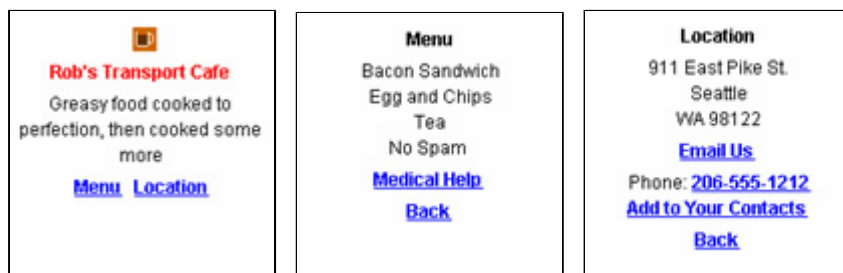 Rob's Transport Cafe
Greasy food cooked to
perfection, then cooked some
more
Menu Location
Menu
Bacon Sandwich
Egg and Chips
Tea
No Spam
Medical Help
Back
Location
911 East Pike St.
Seattle
WA 98122
Email Us
Phone: 206-555-1212
Add to Your Contacts
Back